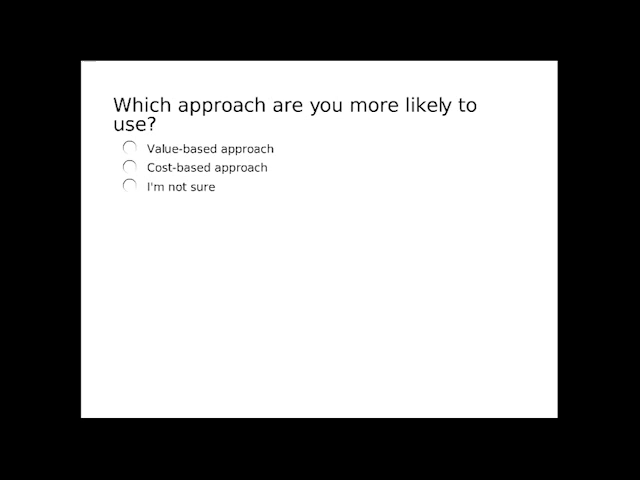 Which approach are you more likely to
use?
Value-based approach
Cost-based approach
I'm not sure